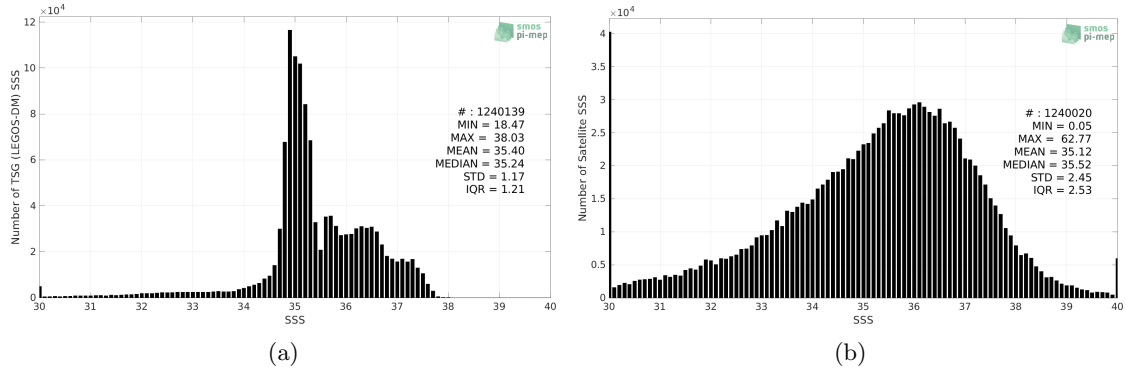 ×10⁴
smos
pi-mep
Number of TSG (LEGOS-DM) SSS
12
10
8
6
4
2
0
# : 1240139
MIN = 18.47
MAX = 38.03
MEAN = 35.40
MEDIAN = 35.24
STD = 1.17
IQR = 1.21
30 31 32 33 34 35 36 37 38 39 40
SSS
(a)
×10⁴
smos
pi-mep
Number of Satellite SSS
4
3.5
3
2.5
2
1.5
1
0.5
0
# : 1240020
MIN = 0.05
MAX = 62.77
MEAN = 35.12
MEDIAN = 35.52
STD = 2.45
IQR = 2.53
30 31 32 33 34 35 36 37 38 39 40
SSS
(b)